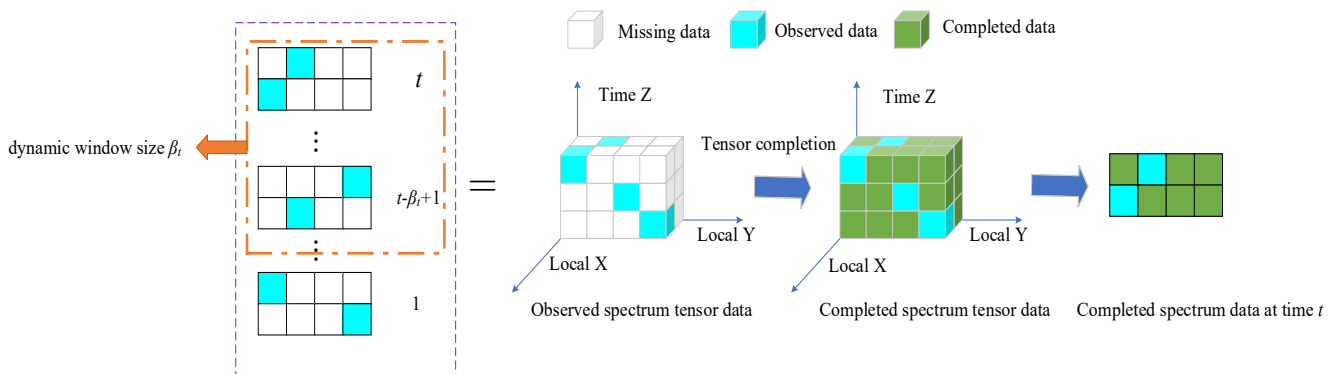 Missing data
Observed data
Completed data
t
dynamic window size βt
t-βt+1
1
=
Time Z
Local Y
Local X
Observed spectrum tensor data
Tensor completion
Time Z
Local Y
Local X
Completed spectrum tensor data
Completed spectrum data at time t